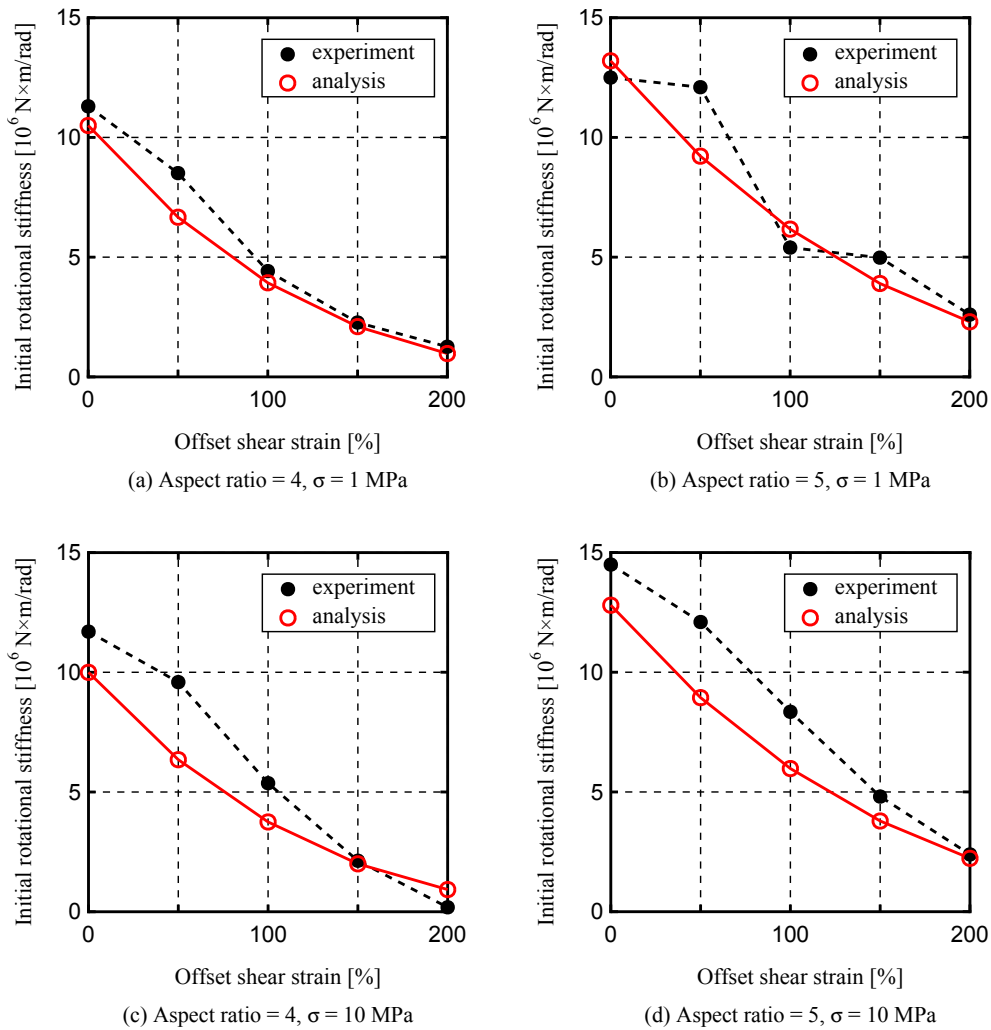 15
10
5
0
Initial rotational stiffness [10^6 N×m/rad]
experiment
analysis
0
100
200
Offset shear strain [%]
(a) Aspect ratio = 4, σ = 1 MPa
15
10
5
0
Initial rotational stiffness [10^6 N×m/rad]
experiment
analysis
0
100
200
Offset shear strain [%]
(b) Aspect ratio = 5, σ = 1 MPa
15
10
5
0
Initial rotational stiffness [10^6 N×m/rad]
experiment
analysis
0
100
200
Offset shear strain [%]
(c) Aspect ratio = 4, σ = 10 MPa
15
10
5
0
Initial rotational stiffness [10^6 N×m/rad]
experiment
analysis
0
100
200
Offset shear strain [%]
(d) Aspect ratio = 5, σ = 10 MPa